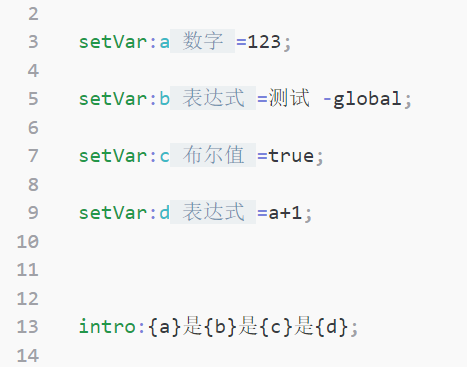 2
3 setVar:a 数字 =123;
4
5 setVar:b 表达式 =测试 -global;
6
7 setVar:c 布尔值 =true;
8
9 setVar:d 表达式 =a+1;
10
11
12
13 intro:{a}是{b}是{c}是{d};
14